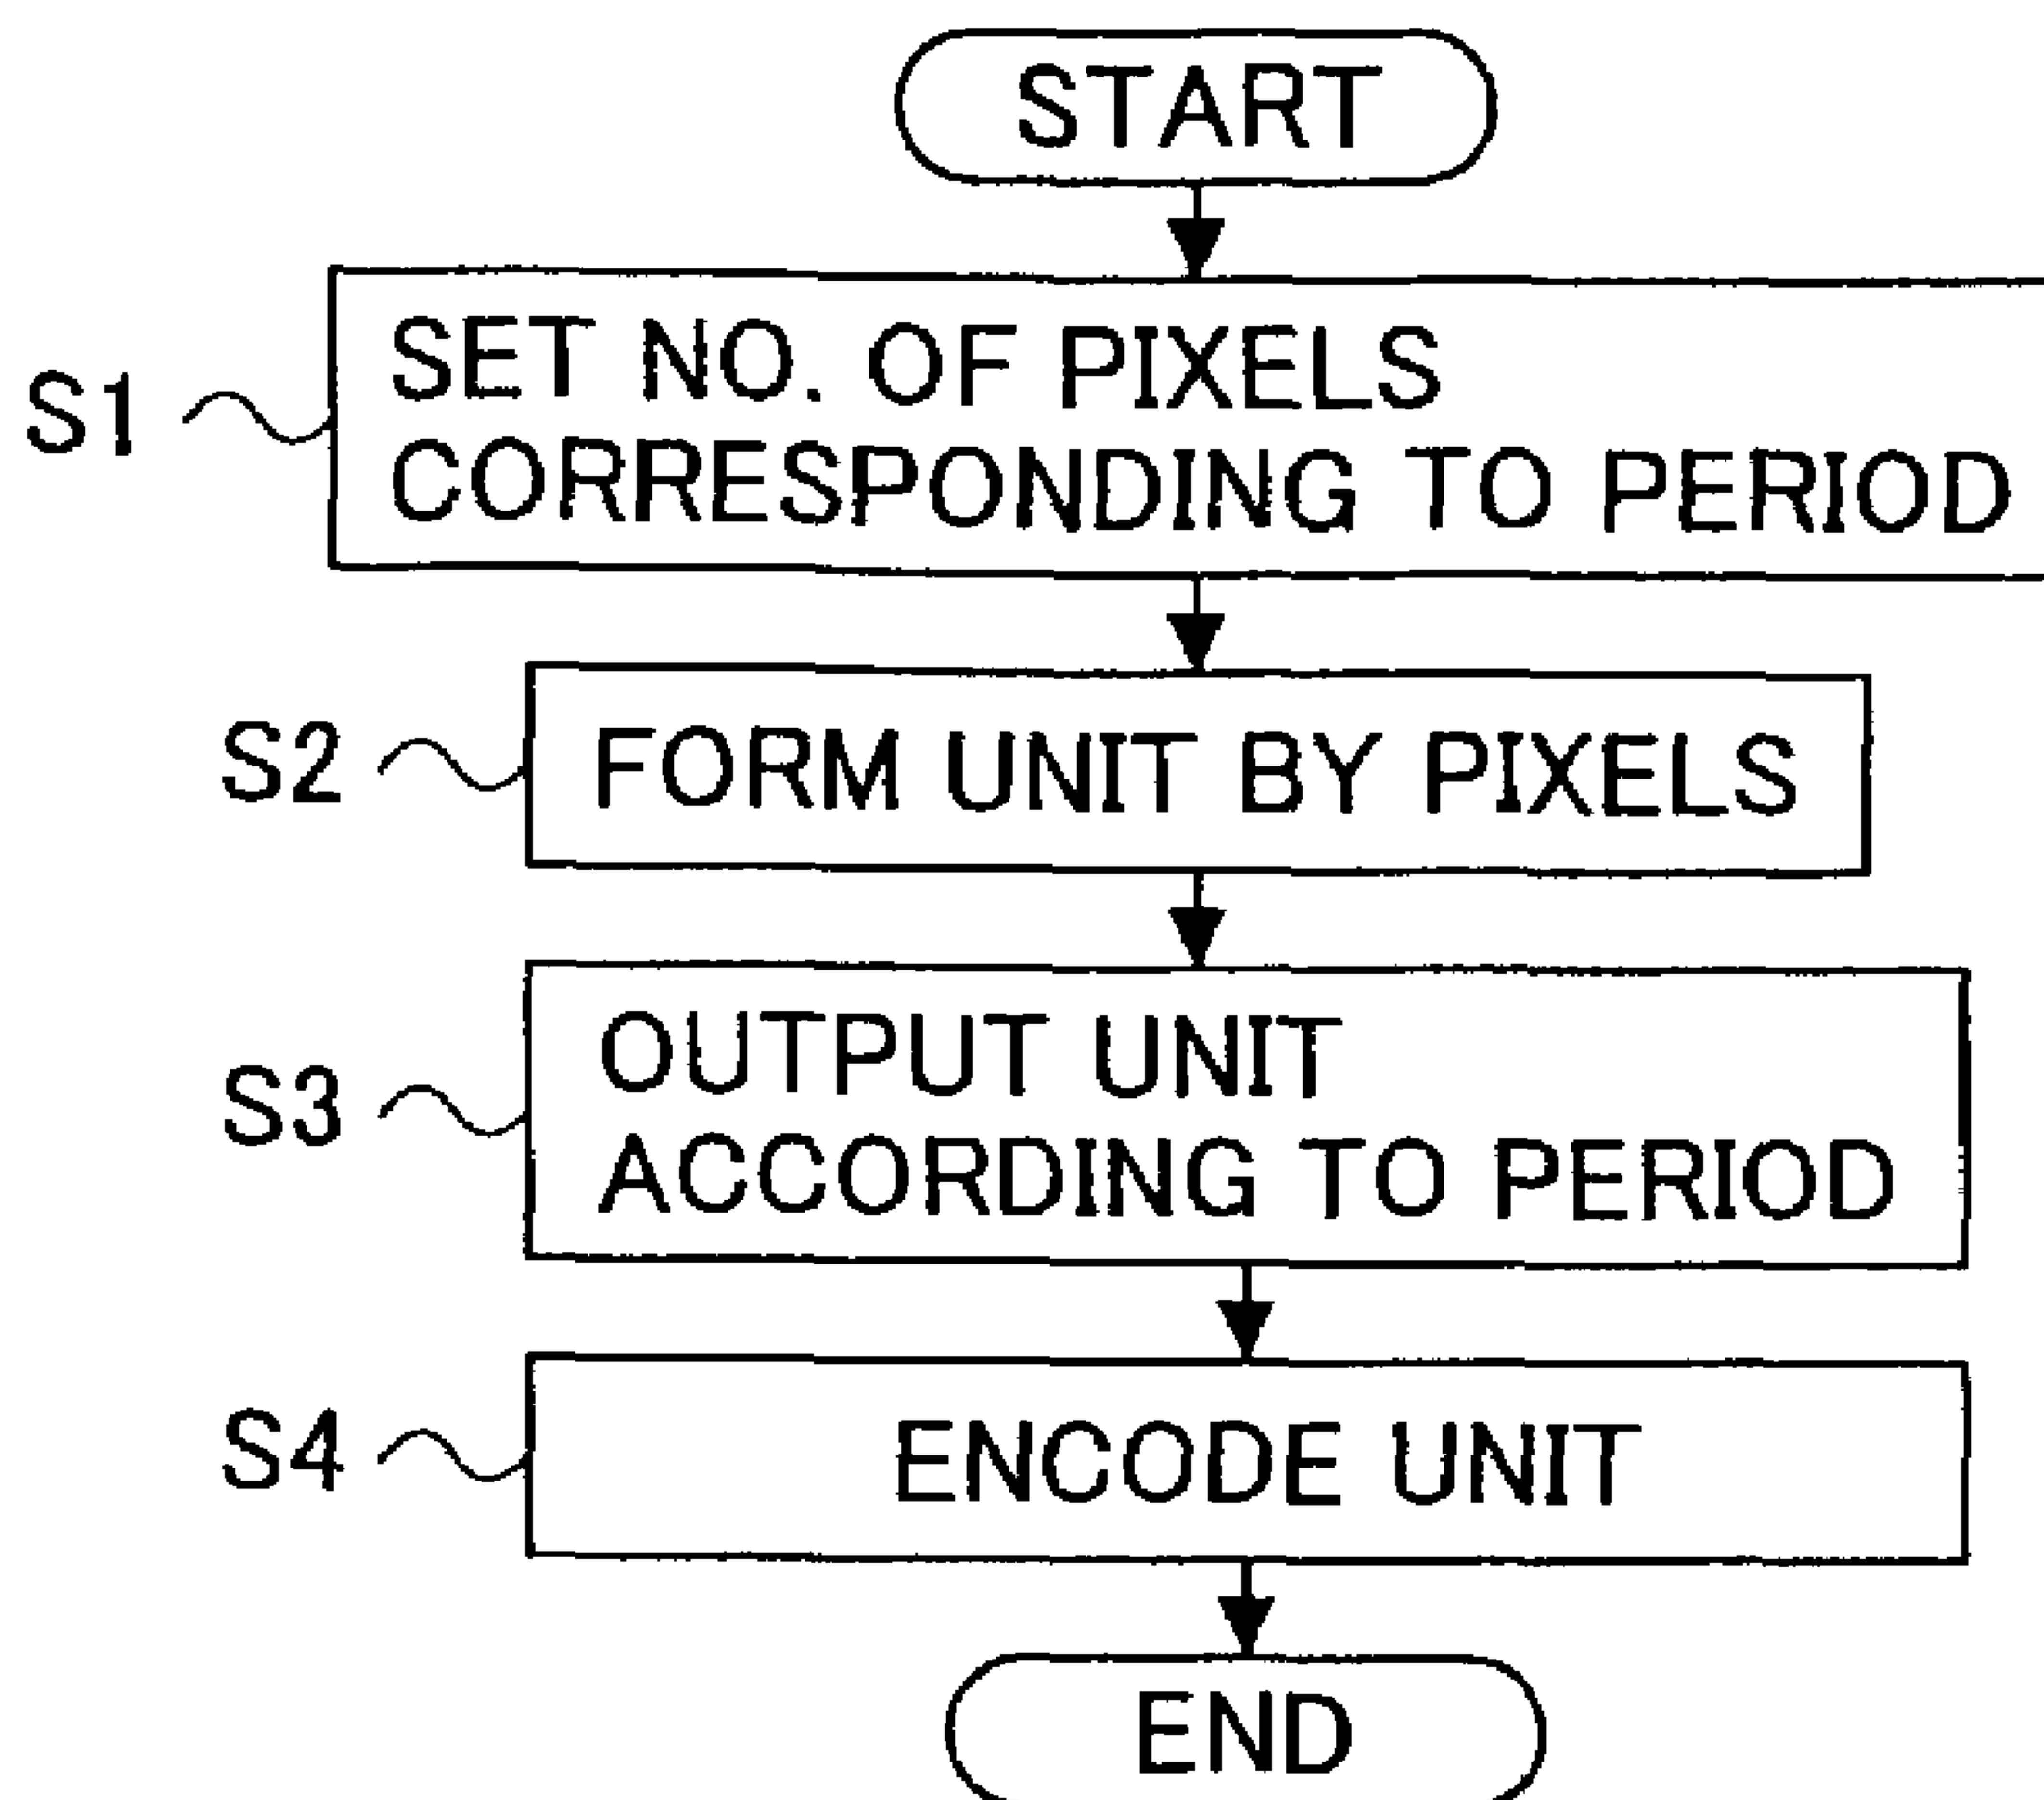 START
S1
SET NO. OF PIXELS
CORRESPONDING TO PERIOD
S2
FORM UNIT BY PIXELS
S3
OUTPUT UNIT
ACCORDING TO PERIOD
S4
ENCODE UNIT
END